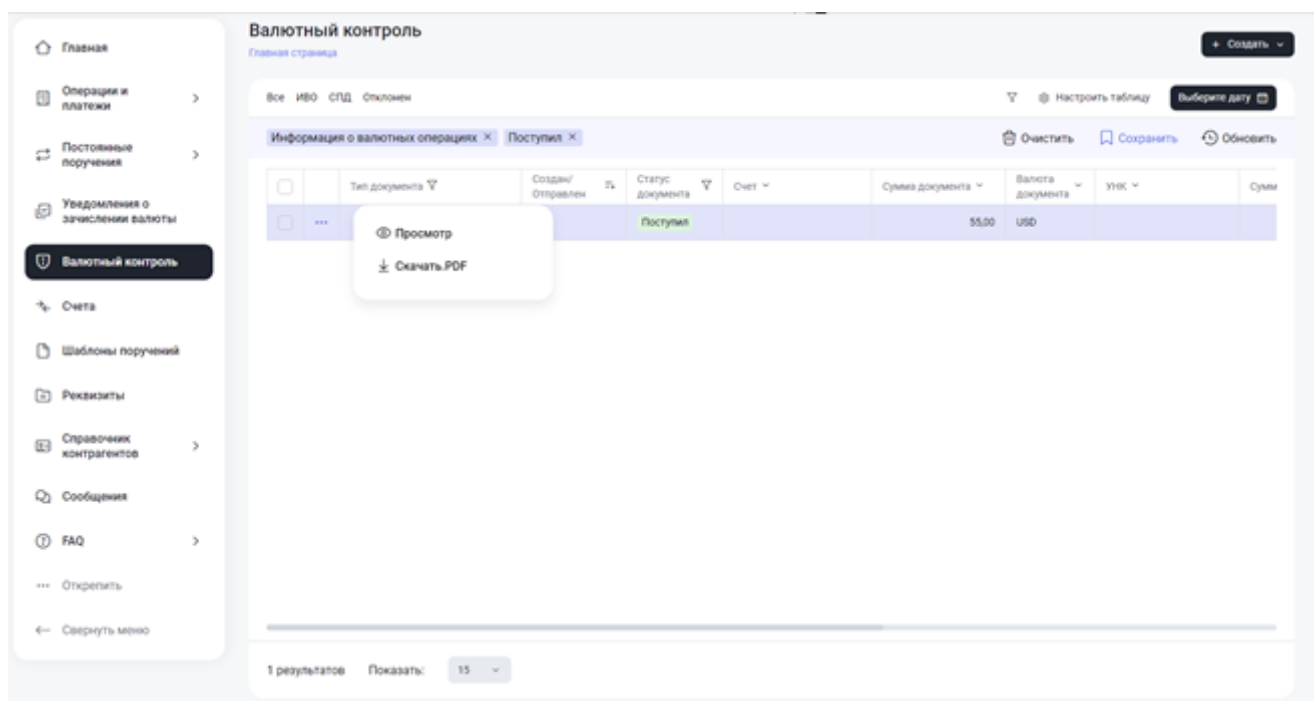 Валютный контроль
Главная страница
+ Создать
Главная
Операции и
платежи
Постоянные
поручения
Уведомления о
зачислении валюты
Валютный контроль
Счета
Шаблоны поручений
Реквизиты
Справочник
контрагентов
Сообщения
FAQ
Открепить
Свернуть меню
Все ИВО СПД Отклонен
Настроить таблицу
Выберите дату
Информация о валютных операциях × Поступил ×
Очистить Сохранить Обновить
Тип документа
Создан/
Отправлен
Статус
документа
Счет
Сумма документа
Валюта
документа
УНК
Сумм
Поступил 55,00 USD
Просмотр
Скачать.PDF
1 результатов Показать: 15